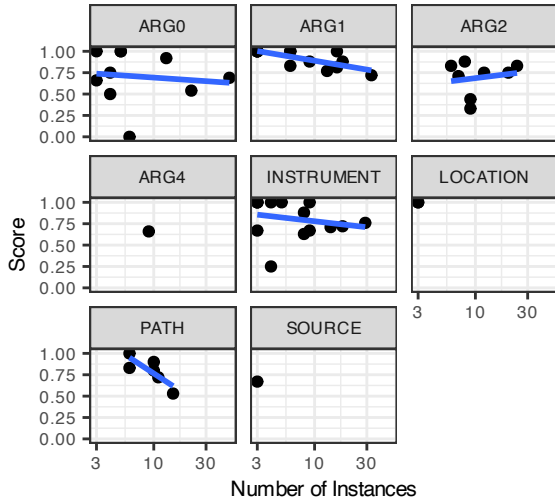 ARG0 ARG1 ARG2
1.00
0.75
0.50
0.25
0.00
ARG4 INSTRUMENT LOCATION
1.00
0.75
0.50
0.25
0.00
Score
3 10 30
PATH SOURCE
1.00
0.75
0.50
0.25
0.00
3 10 30 3 10 30
Number of Instances